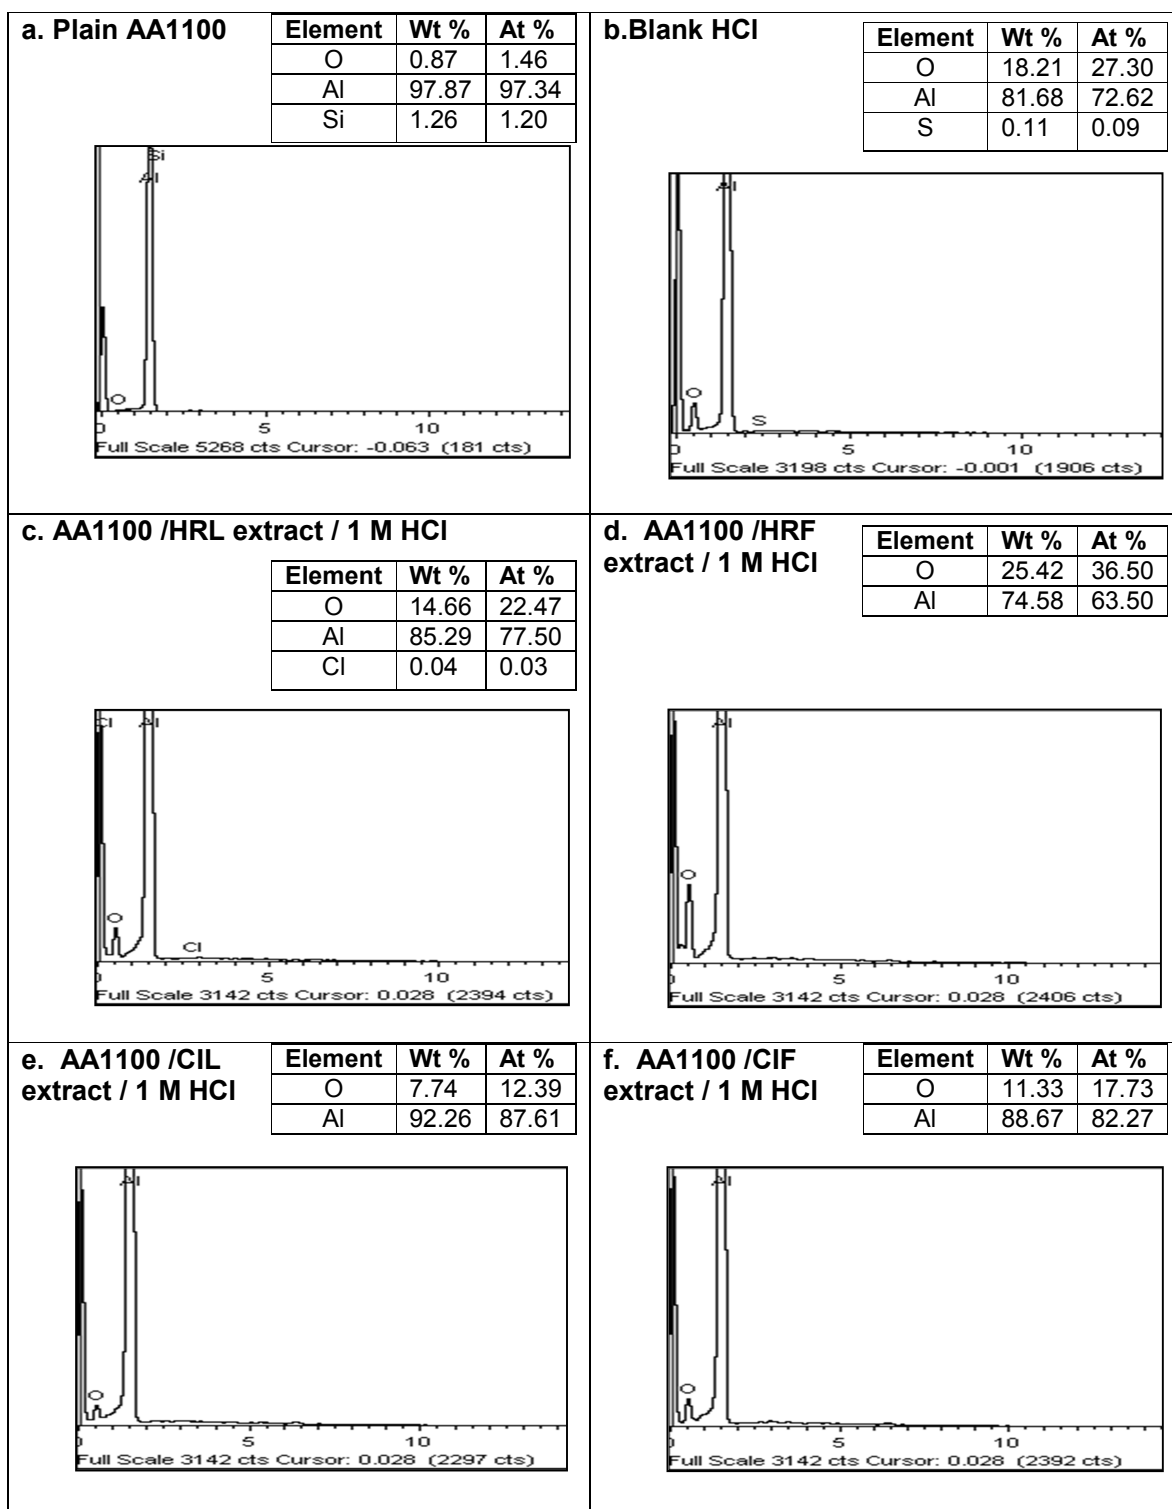 a. Plain AA1100
Element Wt % At %
O 0.87 1.46
Al 97.87 97.34
Si 1.26 1.20
Si
Al
O
0 5 10
Full Scale 5268 cts Cursor: -0.063 (181 cts)
b.Blank HCl
Element Wt % At %
O 18.21 27.30
Al 81.68 72.62
S 0.11 0.09
Al
O
S
0 5 10
Full Scale 3198 cts Cursor: -0.001 (1906 cts)
c. AA1100 /HRL extract / 1 M HCl
Element Wt % At %
O 14.66 22.47
Al 85.29 77.50
Cl 0.04 0.03
Cl Al
O
Cl
0 5 10
Full Scale 3142 cts Cursor: 0.028 (2394 cts)
d. AA1100 /HRF
extract / 1 M HCl
Element Wt % At %
O 25.42 36.50
Al 74.58 63.50
Al
O
0 5 10
Full Scale 3142 cts Cursor: 0.028 (2406 cts)
e. AA1100 /CIL
extract / 1 M HCl
Element Wt % At %
O 7.74 12.39
Al 92.26 87.61
Al
O
0 5 10
Full Scale 3142 cts Cursor: 0.028 (2297 cts)
f. AA1100 /CIF
extract / 1 M HCl
Element Wt % At %
O 11.33 17.73
Al 88.67 82.27
Al
O
0 5 10
Full Scale 3142 cts Cursor: 0.028 (2392 cts)